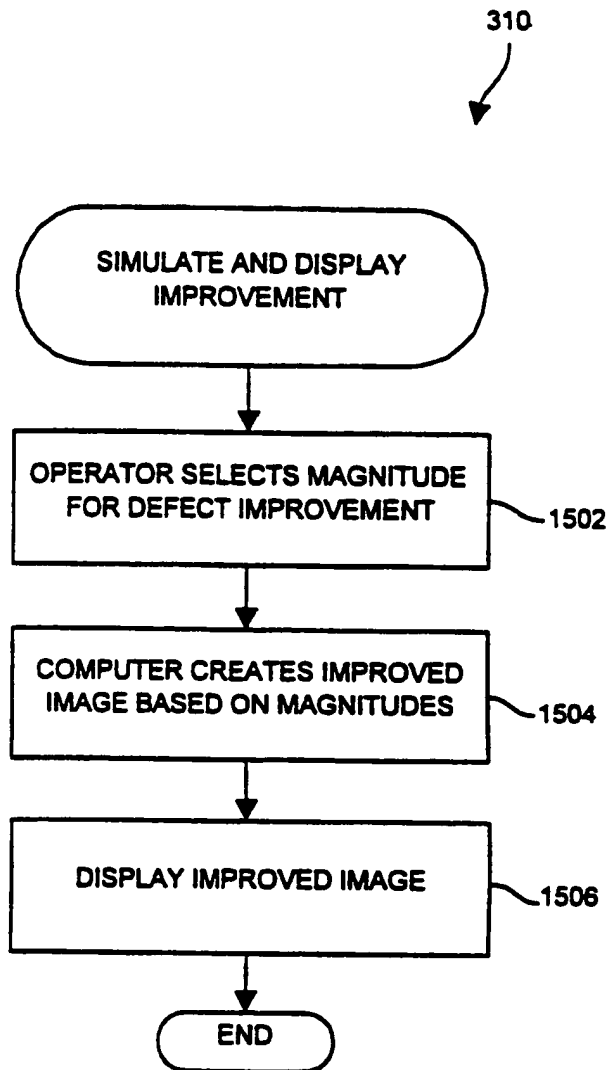 310
SIMULATE AND DISPLAY
IMPROVEMENT
OPERATOR SELECTS MAGNITUDE
FOR DEFECT IMPROVEMENT
1502
COMPUTER CREATES IMPROVED
IMAGE BASED ON MAGNITUDES
1504
DISPLAY IMPROVED IMAGE
1506
END